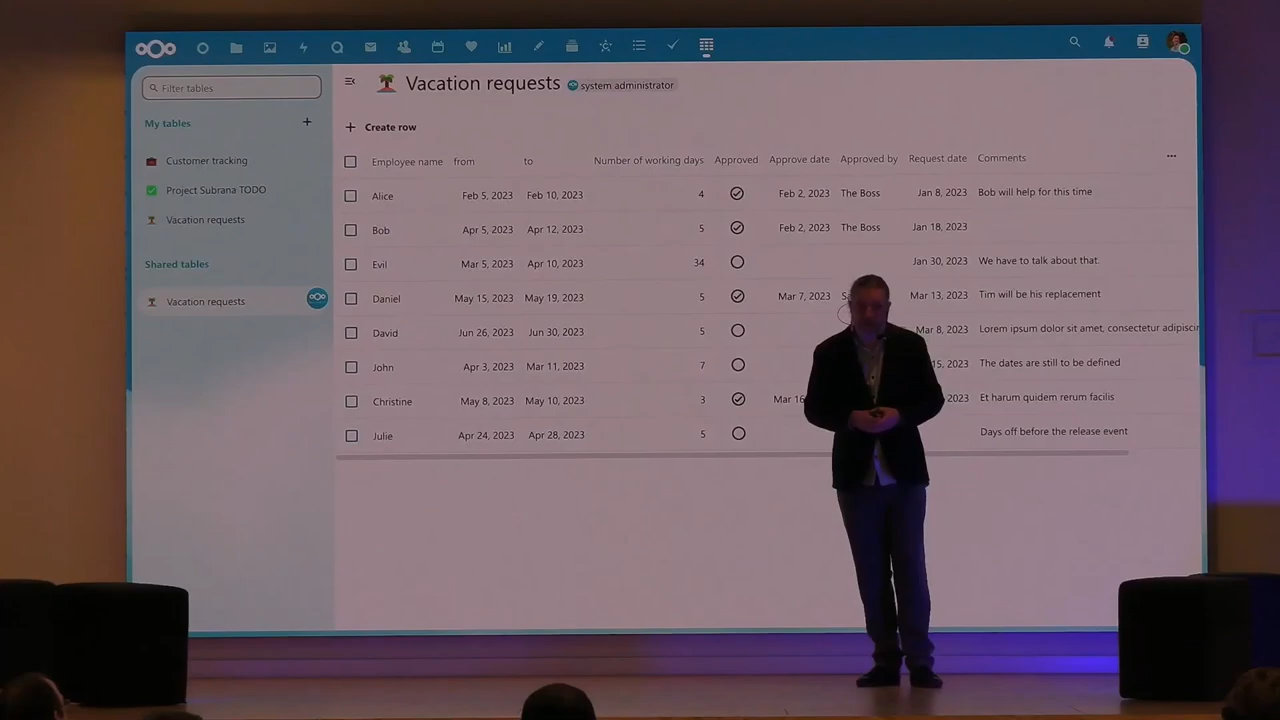 Filter tables
My tables
Customer tracking
Project Subrana TODO
Vacation requests
Shared tables
Vacation requests
Vacation requests system administrator
Create row
Employee name from to Number of working days Approved Approve date Approved by Request date Comments
Alice Feb 5, 2023 Feb 10, 2023 4 Feb 2, 2023 The Boss Jan 8, 2023 Bob will help for this time
Bob Apr 5, 2023 Apr 12, 2023 5 Feb 2, 2023 The Boss Jan 18, 2023
Evil Mar 5, 2023 Apr 10, 2023 34 Jan 30, 2023 We have to talk about that.
Daniel May 15, 2023 May 19, 2023 5 Mar 7, 2023 Mar 13, 2023 Tim will be his replacement
David Jun 26, 2023 Jun 30, 2023 5 Mar 8, 2023 Lorem ipsum dolor sit amet, consectetur adipiscin
John Apr 3, 2023 Mar 11, 2023 7 15, 2023 The dates are still to be defined
Christine May 8, 2023 May 10, 2023 3 Mar 16 2023 Et harum quidem rerum facilis
Julie Apr 24, 2023 Apr 28, 2023 5 Days off before the release event